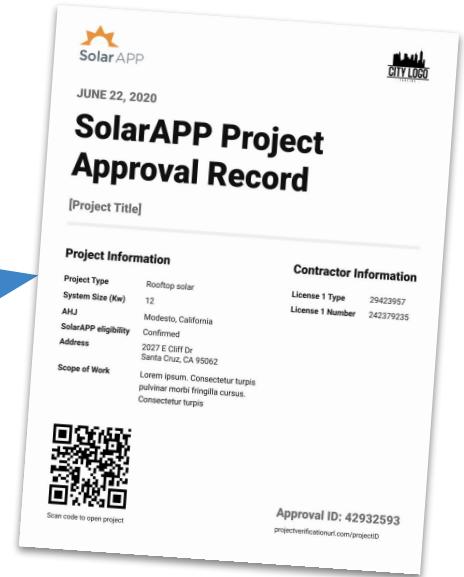 SolarAPP
CITY LOGO
JUNE 22, 2020
SolarAPP Project
Approval Record
[Project Title]
Project Information
Project Type Rooftop solar
System Size (Kw) 12
AHJ Modesto, California
SolarAPP eligibility Confirmed
Address 2027 E Cliff Dr
Santa Cruz, CA 95062
Scope of Work Lorem ipsum. Consectetur turpis
pulvinar morbi fringilla cursus.
Consectetur turpis
Contractor Information
License 1 Type 29423957
License 1 Number 242379235
Scan code to open project
Approval ID: 42932593
projectverificationurl.com/projectID